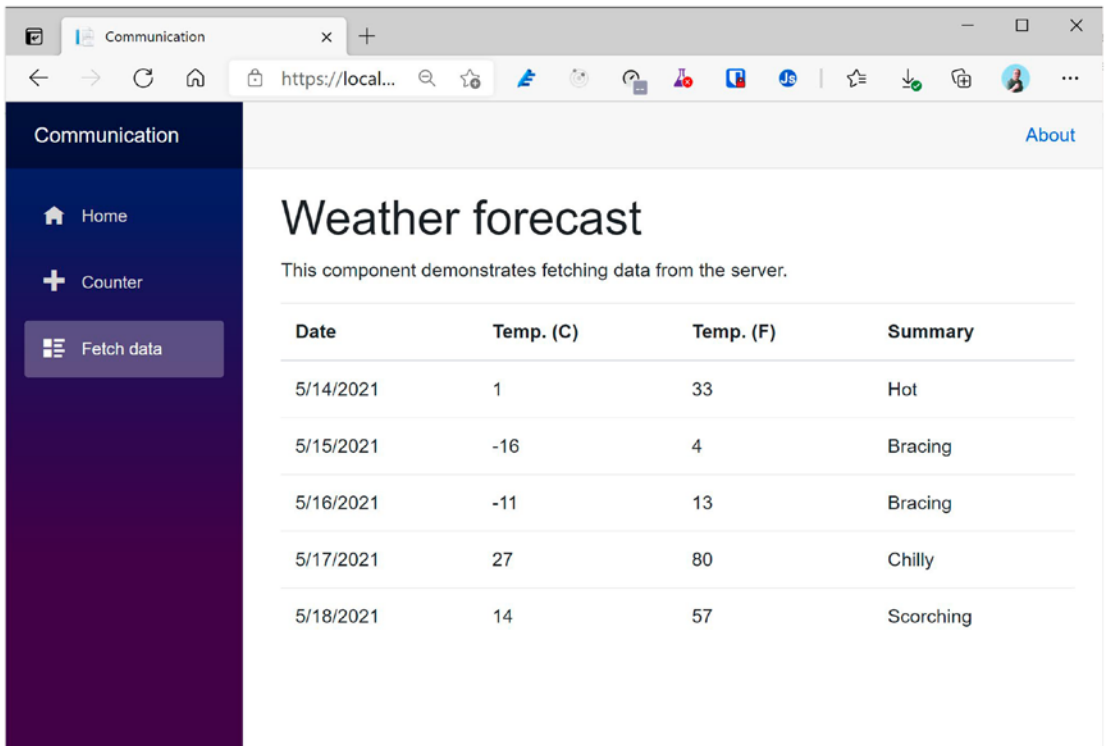 Communication
https://local...
Js
Communication
About
Home
Counter
Fetch data
Weather forecast
This component demonstrates fetching data from the server.
Date Temp. (C) Temp. (F) Summary
5/14/2021 1 33 Hot
5/15/2021 -16 4 Bracing
5/16/2021 -11 13 Bracing
5/17/2021 27 80 Chilly
5/18/2021 14 57 Scorching